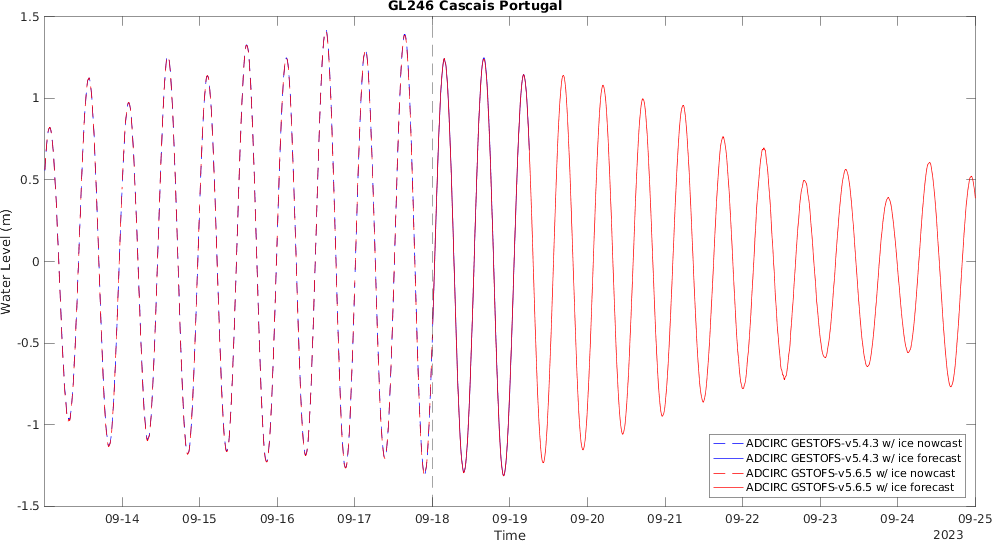 GL246 Cascais Portugal
1.5
1
0.5
0
-0.5
-1
-1.5
Water Level (m)
ADCIRC GESTOFS-v5.4.3 w/ ice nowcast
ADCIRC GESTOFS-v5.4.3 w/ ice forecast
ADCIRC GSTOFS-v5.6.5 w/ ice nowcast
ADCIRC GSTOFS-v5.6.5 w/ ice forecast
09-14 09-15 09-16 09-17 09-18 09-19 09-20 09-21 09-22 09-23 09-24 09-25
Time
2023